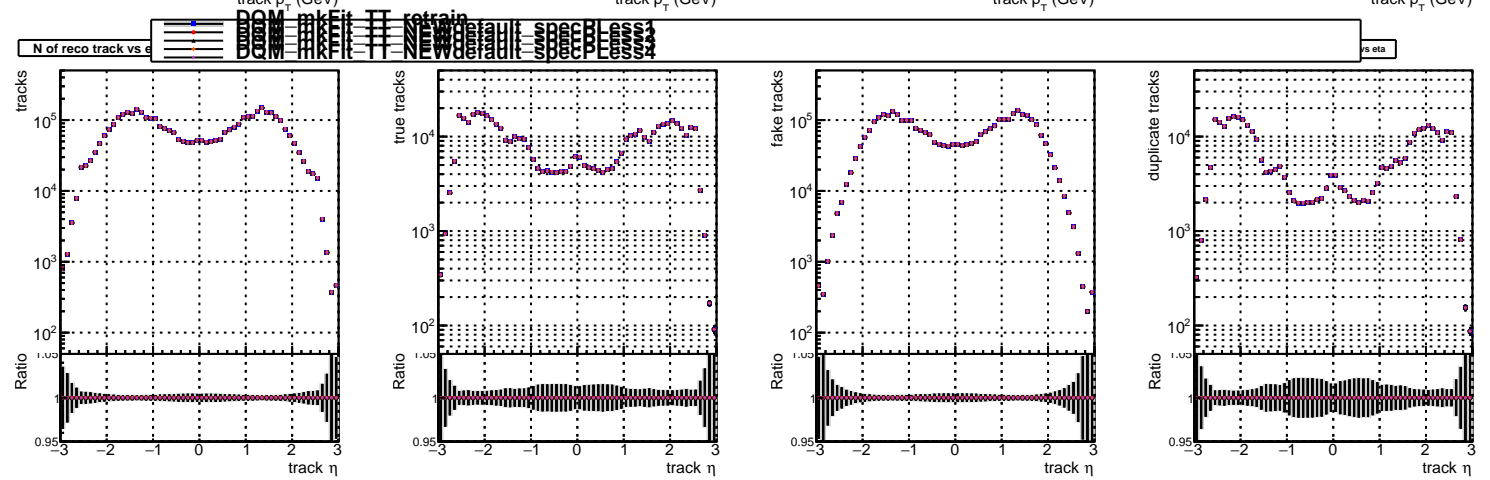 track pT (GeV) track pT (GeV) track pT (GeV) track pT (GeV)
DQM_mkFit_TT_retrain
DQM_mkFit_TT_NEWdefault_specPLess1
DQM_mkFit_TT_NEWdefault_specPLess4
N of reco track vs e
vs eta
tracks
10^5
10^4
10^3
10^2
Ratio
1.05
1
0.95
−3 −2 −1 0 1 2 3
track η
true tracks
10^4
10^3
10^2
Ratio
1.05
1
0.95
−3 −2 −1 0 1 2 3
track η
fake tracks
10^5
10^4
10^3
10^2
Ratio
1.05
1
0.95
−3 −2 −1 0 1 2 3
track η
duplicate tracks
10^4
10^3
10^2
Ratio
1.05
1
0.95
−3 −2 −1 0 1 2 3
track η